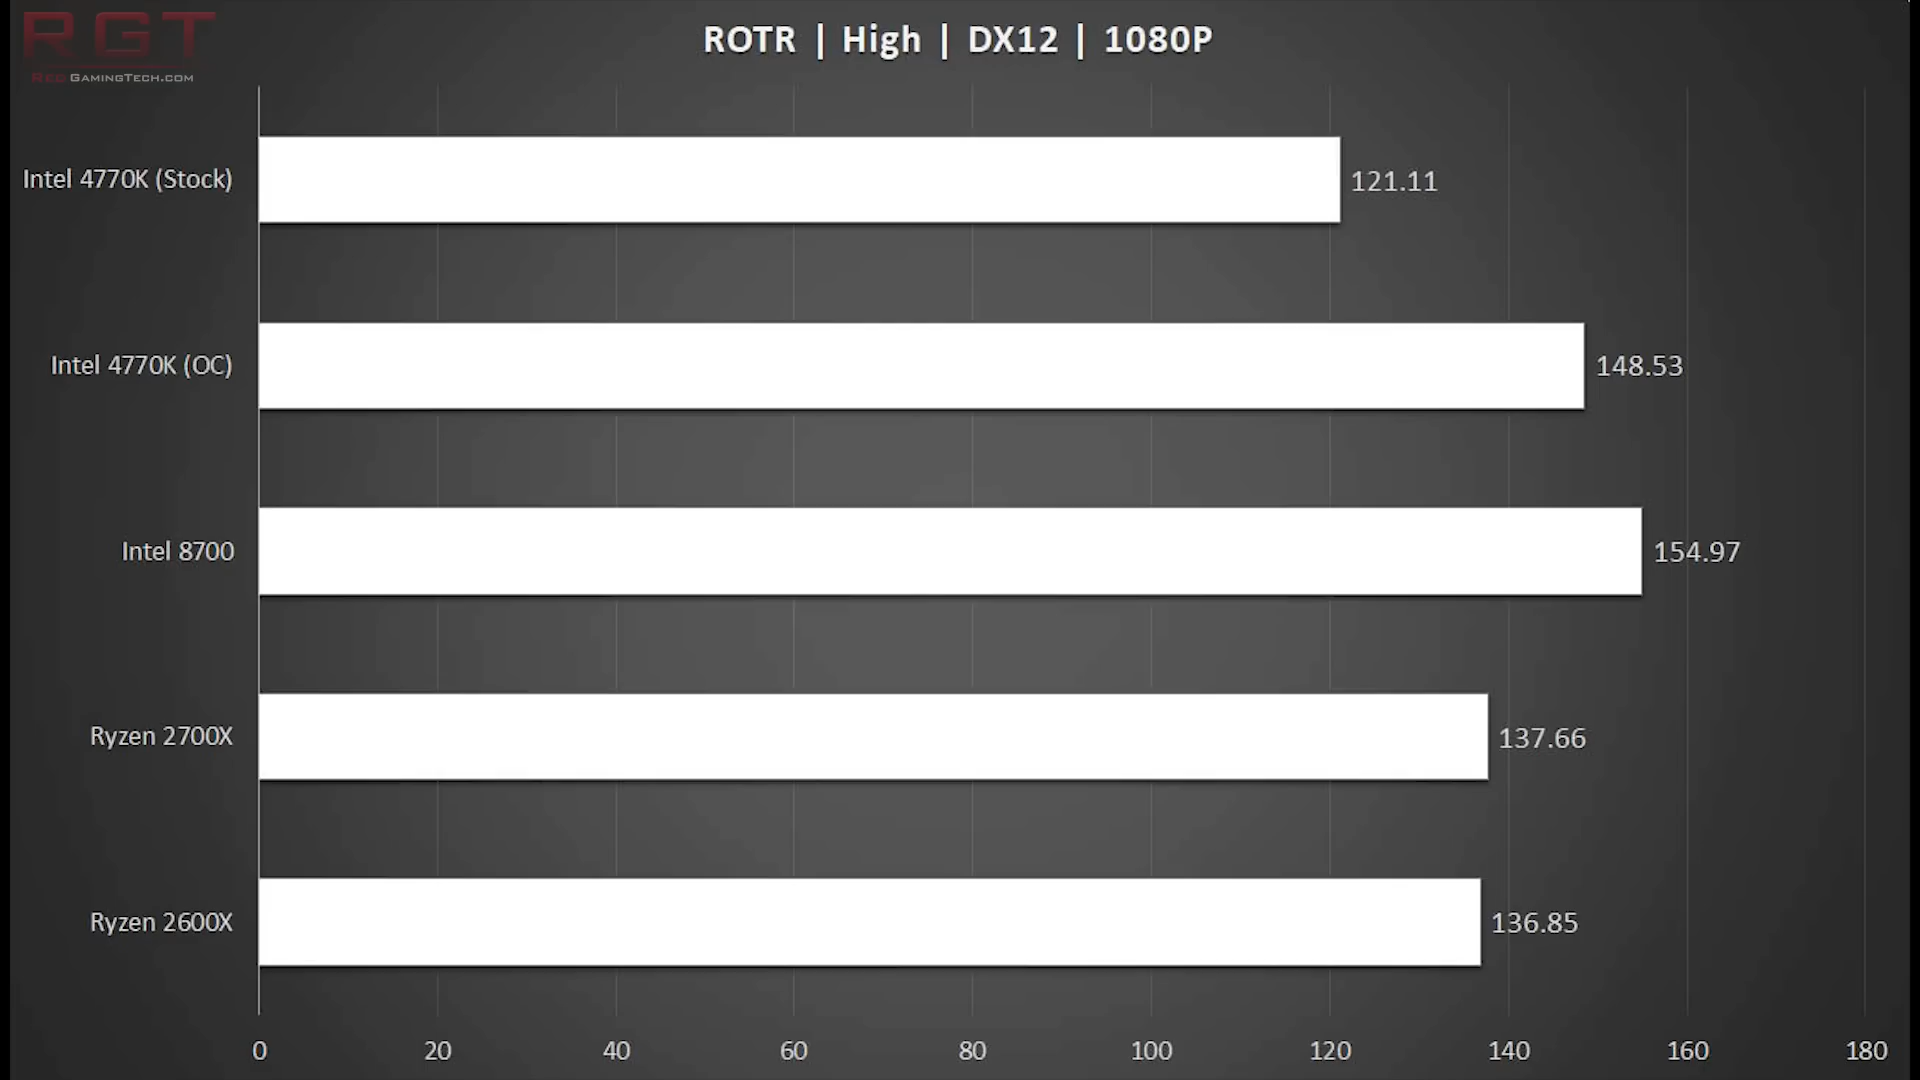 RGT
RedGamingTech.com
ROTR | High | DX12 | 1080P
Intel 4770K (Stock)
121.11
Intel 4770K (OC)
148.53
Intel 8700
154.97
Ryzen 2700X
137.66
Ryzen 2600X
136.85
0 20 40 60 80 100 120 140 160 180